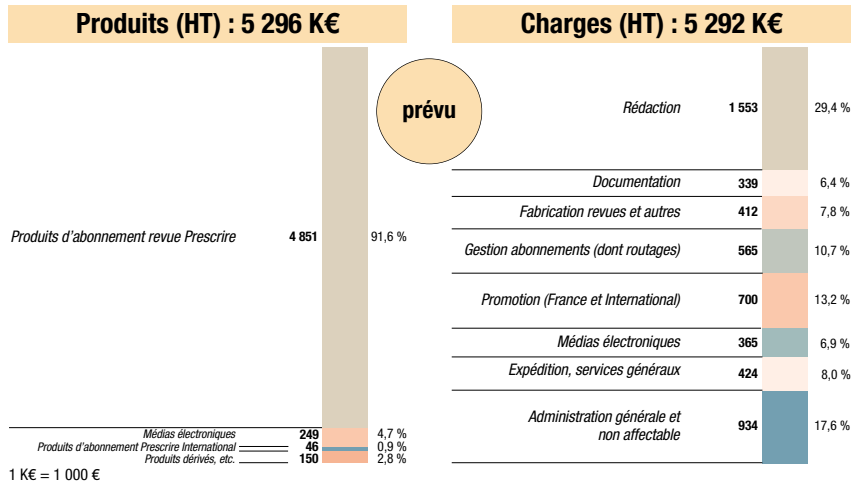 Produits (HT) : 5 296 K€
Produits d'abonnement revue Prescrire 4 851 91,6 %
Médias électroniques 249 4,7 %
Produits d'abonnement Prescrire International 46 0,9 %
Produits dérivés, etc. 150 2,8 %
1 K€ = 1 000 €
prévu
Charges (HT) : 5 292 K€
Rédaction 1 553 29,4 %
Documentation 339 6,4 %
Fabrication revues et autres 412 7,8 %
Gestion abonnements (dont routages) 565 10,7 %
Promotion (France et International) 700 13,2 %
Médias électroniques 365 6,9 %
Expédition, services généraux 424 8,0 %
Administration générale et
non affectable 934 17,6 %